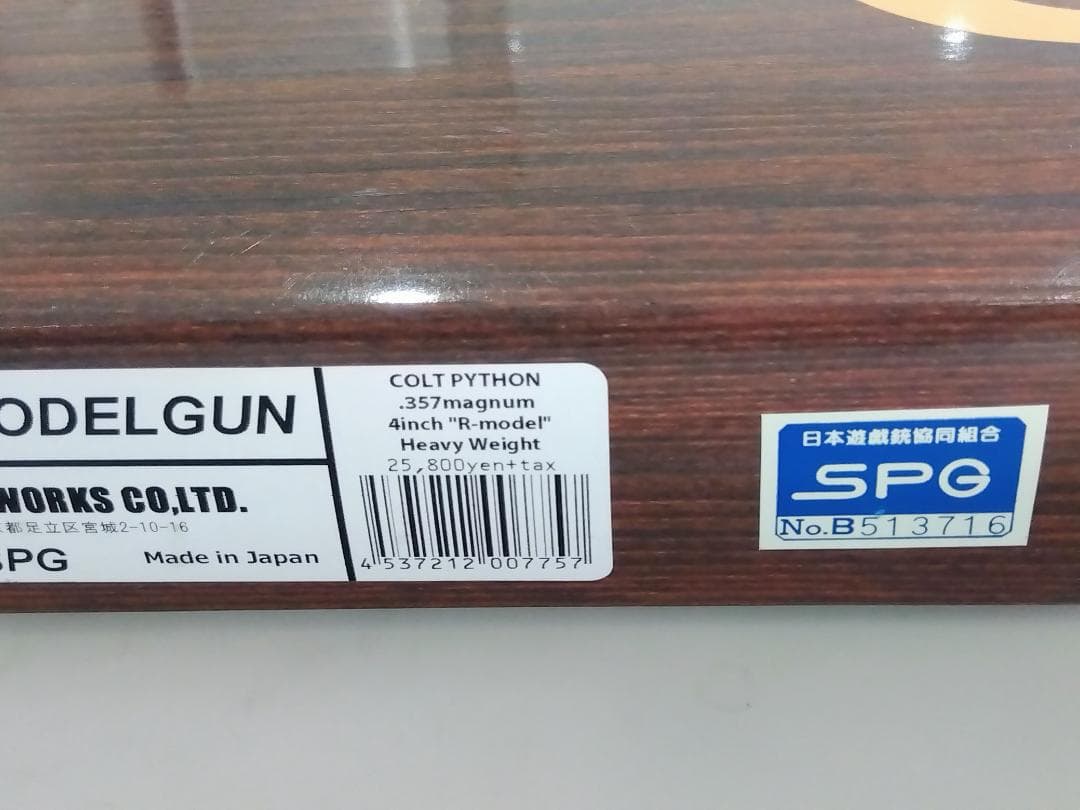 ODELGUN
WORKS CO,LTD.
都足立区宮城2-10-16
SPG
Made in Japan
COLT PYTHON
.357magnum
4inch "R-model"
Heavy Weight
25,800yen+tax
4 537212 007757
日本遊戯銃協同組合
SPG
No.B513716